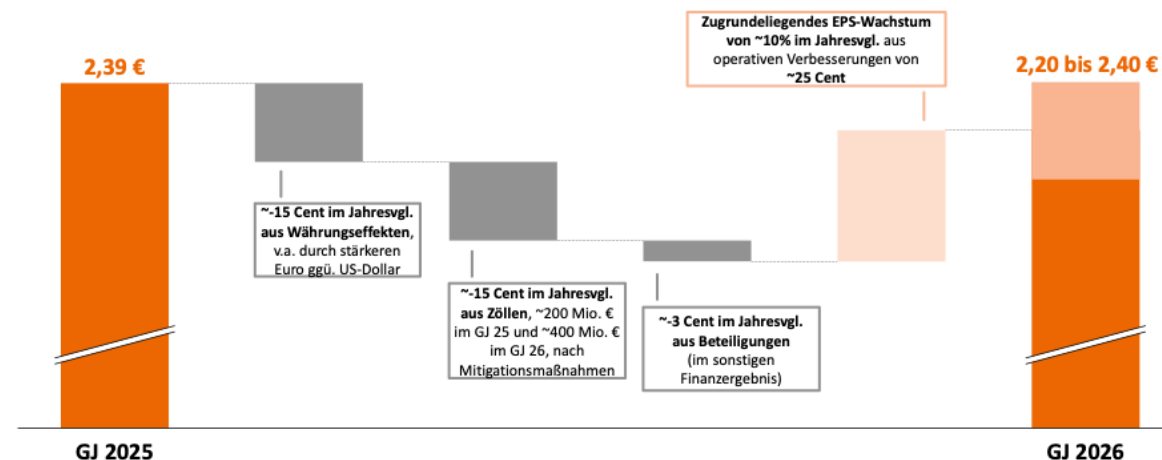 Zugrundeliegendes EPS-Wachstum
von ~10% im Jahresvgl. aus
operativen Verbesserungen von
~25 Cent
2,39 €
2,20 bis 2,40 €
~-15 Cent im Jahresvgl.
aus Währungseffekten,
v.a. durch stärkeren
Euro ggü. US-Dollar
~-15 Cent im Jahresvgl.
aus Zöllen, ~200 Mio. €
im GJ 25 und ~400 Mio. €
im GJ 26, nach
Mitigationsmaßnahmen
~-3 Cent im Jahresvgl.
aus Beteiligungen
(im sonstigen
Finanzergebnis)
GJ 2025
GJ 2026